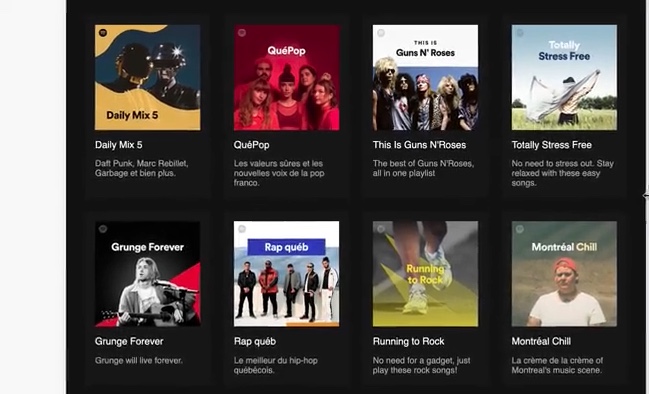 Daily Mix 5
QuéPop
THIS IS
Guns N' Roses
Totally
Stress Free
Daily Mix 5
QuéPop
This Is Guns N'Roses
Totally Stress Free
Daft Punk, Marc Rebillet,
Garbage et bien plus.
Les valeurs sûres et les
nouvelles voix de la pop
franco.
The best of Guns N'Roses,
all in one playlist
No need to stress out. Stay
relaxed with these easy
songs.
Grunge Forever
Rap québ
Running
to Rock
Montréal Chill
Grunge Forever
Rap québ
Running to Rock
Montréal Chill
Grunge will live forever.
Le meilleur du hip-hop
québécois.
No need for a gadget, just
play these rock songs!
La crème de la crème of
Montreal's music scene.